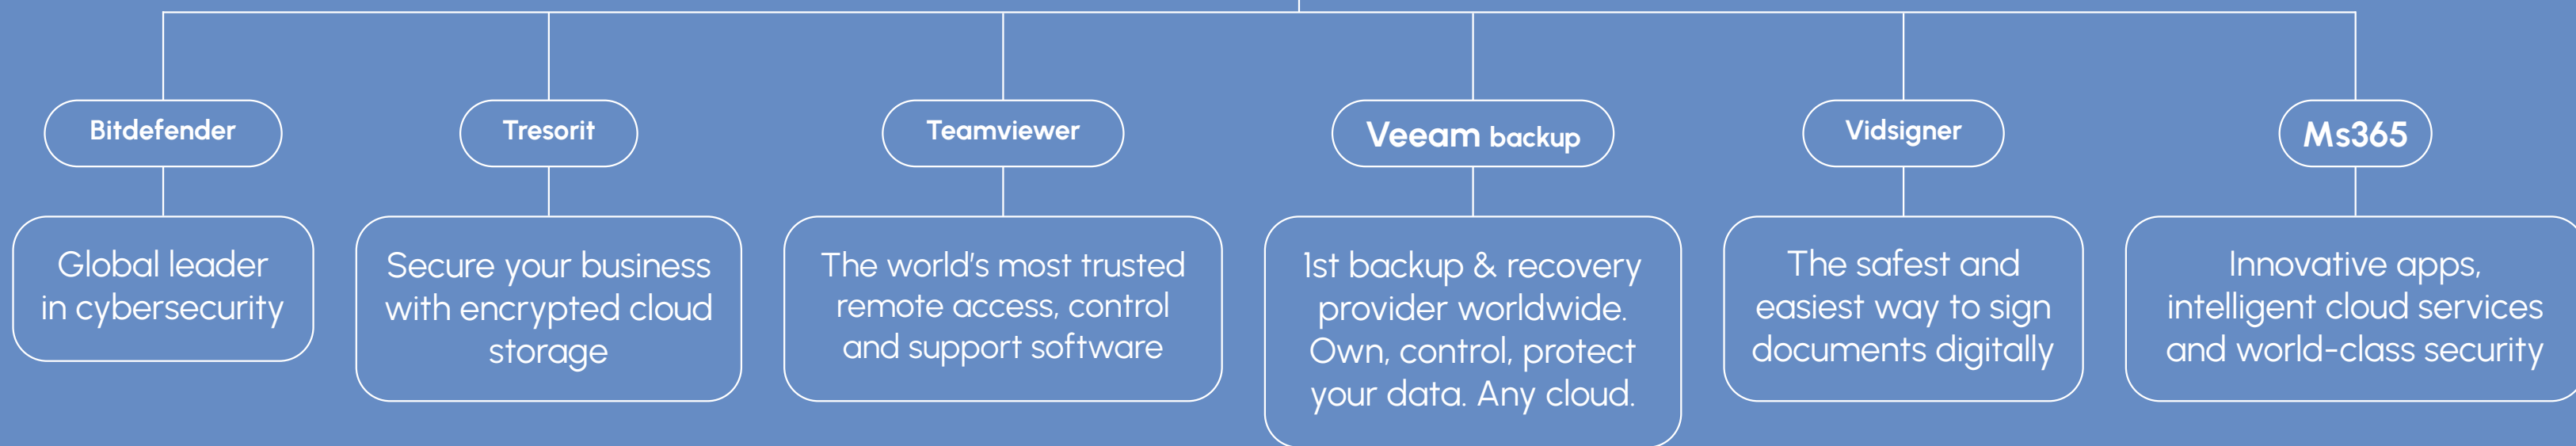 Bitdefender
Global leader
in cybersecurity
Tresorit
Secure your business
with encrypted cloud
storage
Teamviewer
The world's most trusted
remote access, control
and support software
Veeam backup
1st backup & recovery
provider worldwide.
Own, control, protect
your data. Any cloud.
Vidsigner
The safest and
easiest way to sign
documents digitally
Ms365
Innovative apps,
intelligent cloud services
and world-class security